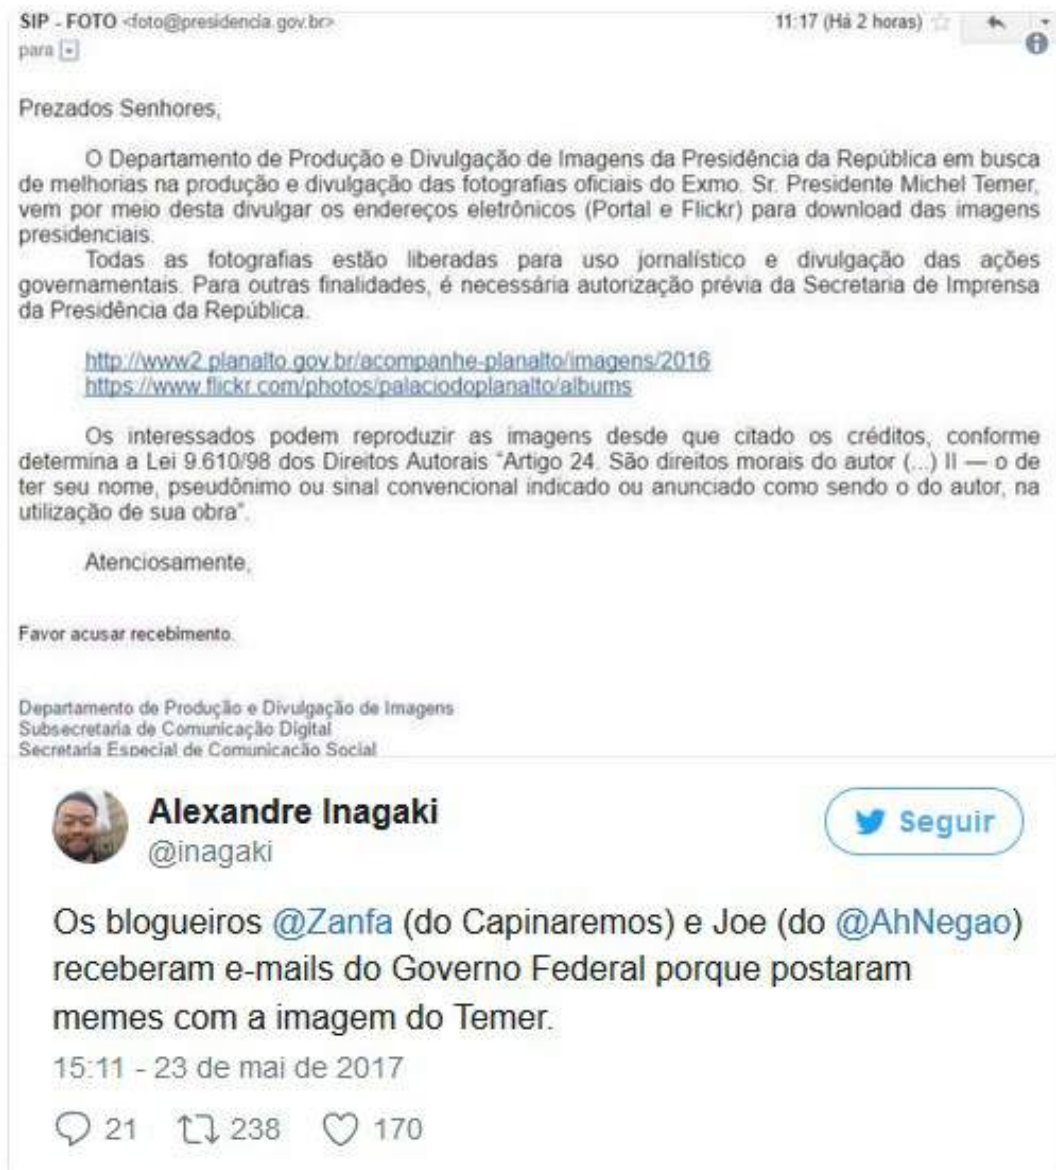 SIP - FOTO <foto@presidencia.gov.br>
11:17 (Há 2 horas)
para
Prezados Senhores,
O Departamento de Produção e Divulgação de Imagens da Presidência da República em busca
de melhorias na produção e divulgação das fotografias oficiais do Exmo. Sr. Presidente Michel Temer,
vem por meio desta divulgar os endereços eletrônicos (Portal e Flickr) para download das imagens
presidenciais.
Todas as fotografias estão liberadas para uso jornalístico e divulgação das ações
governamentais. Para outras finalidades, é necessária autorização prévia da Secretaria de Imprensa
da Presidência da República.
http://www2.planalto.gov.br/acompanhe-planalto/imagens/2016
https://www.flickr.com/photos/palaciodoplanalto/albums
Os interessados podem reproduzir as imagens desde que citado os créditos, conforme
determina a Lei 9.610/98 dos Direitos Autorais “Artigo 24. São direitos morais do autor (...) II — o de
ter seu nome, pseudônimo ou sinal convencional indicado ou anunciado como sendo o do autor, na
utilização de sua obra”.
Atenciosamente,
Favor acusar recebimento.
Departamento de Produção e Divulgação de Imagens
Subsecretaria de Comunicação Digital
Secretaria Especial de Comunicação Social
Alexandre Inagaki
@inagaki
Seguir
Os blogueiros @Zanfa (do Capinaremos) e Joe (do @AhNegao)
receberam e-mails do Governo Federal porque postaram
memes com a imagem do Temer.
15:11 - 23 de mai de 2017
21 238 170